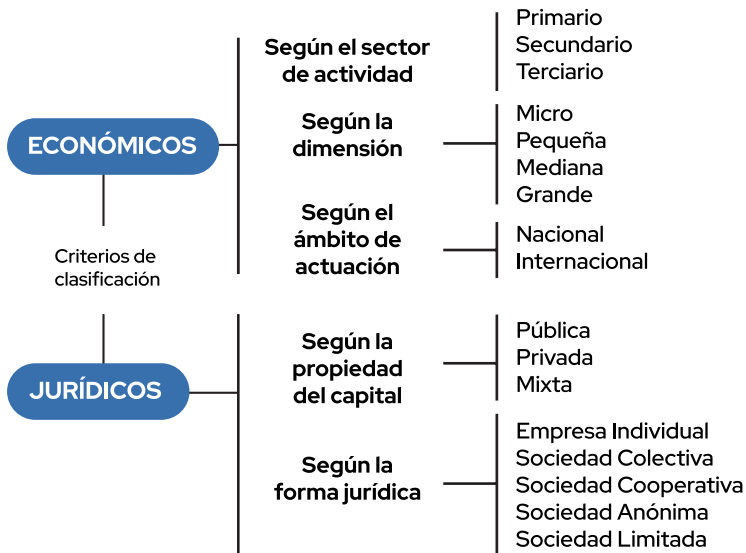 ECONÓMICOS
Según el sector
de actividad
Primario
Secundario
Terciario
Según la
dimensión
Micro
Pequeña
Mediana
Grande
Según el
ámbito de
actuación
Nacional
Internacional
Criterios de
clasificación
JURÍDICOS
Según la
propiedad
del capital
Pública
Privada
Mixta
Según la
forma jurídica
Empresa Individual
Sociedad Colectiva
Sociedad Cooperativa
Sociedad Anónima
Sociedad Limitada